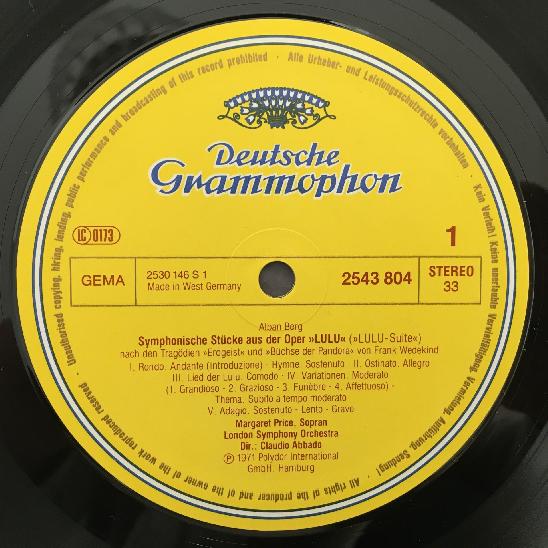 Alle Urheber- und Leistungsschutzrechte vorbehalten · Kein Verleih! Keine unerlaubte Vervielfältigung, Vermietung, Aufführung, Sendung! · All rights of the producer and of the owner of the work reproduced reserved · Unauthorised copying, hiring, lending, public performance and broadcasting of this record prohibited ·
Deutsche
Grammophon
LC 0173
1
GEMA
2530 146 S 1
Made in West Germany
2543 804
STEREO
33
Alban Berg
Symphonische Stücke aus der Oper »LULU« (»LULU-Suite«)
nach den Tragödien »Erdgeist« und »Büchse der Pandora« von Frank Wedekind
I. Rondo. Andante (Introduzione) · Hymne. Sostenuto · II. Ostinato. Allegro
III. Lied der Lulu. Comodo · IV. Variationen. Moderato
(1. Grandioso - 2. Grazioso - 3. Funèbre - 4. Affettuoso) -
Thema. Subito a tempo moderato
V. Adagio. Sostenuto - Lento - Grave
Margaret Price, Sopran
London Symphony Orchestra
Dir.: Claudio Abbado
Ⓟ 1971 Polydor International
GmbH, Hamburg